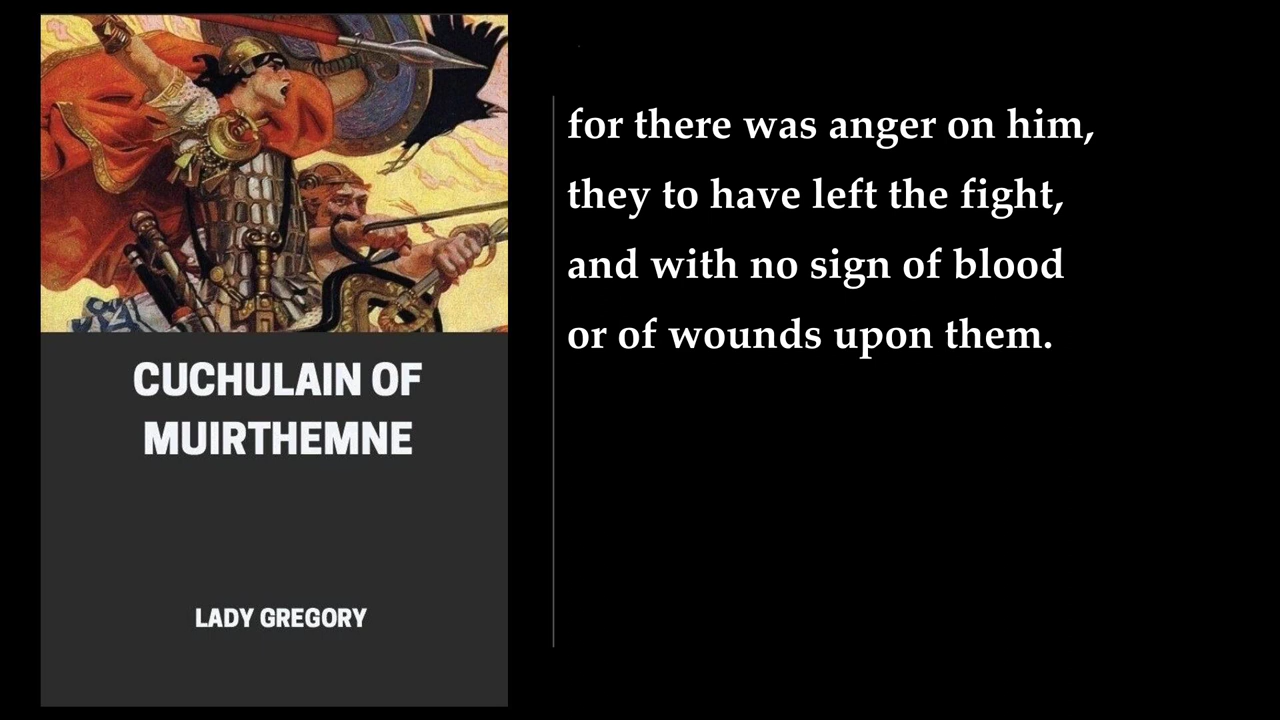 CUCHULAIN OF
MUIRTHEMNE
LADY GREGORY
for there was anger on him,
they to have left the fight,
and with no sign of blood
or of wounds upon them.